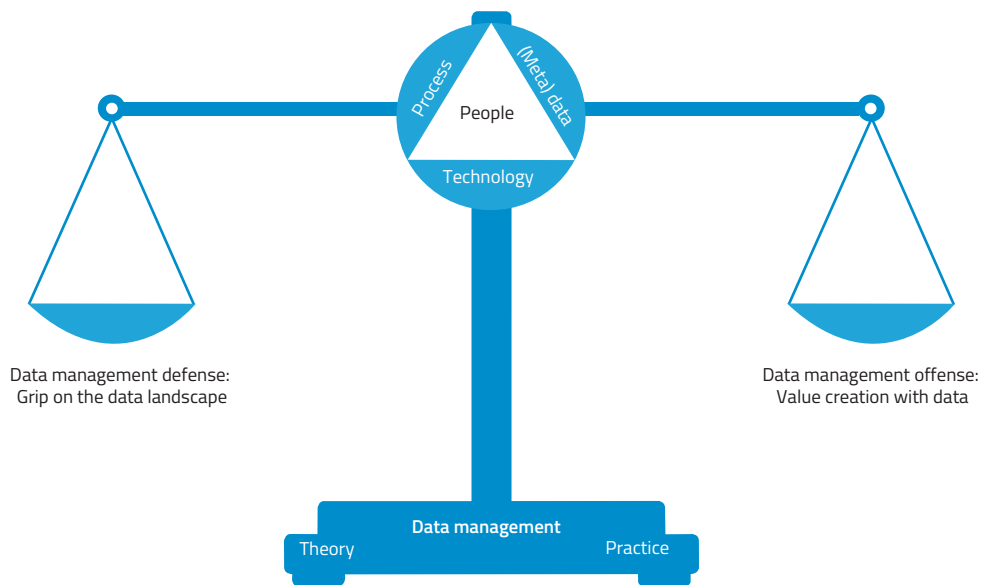 Process
(Meta) data
People
Technology
Data management defense:
Grip on the data landscape
Data management offense:
Value creation with data
Data management
Theory
Practice